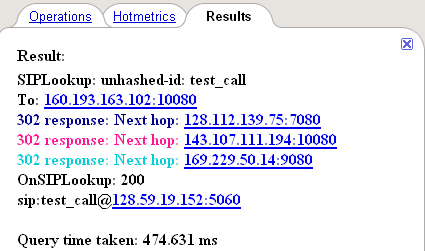 Operations Hotmetrics Results
Result:
SIPLookup: unhashed-id: test_call
To: 160.193.163.102:10080
302 response: Next hop: 128.112.139.75:7080
302 response: Next hop: 143.107.111.194:10080
302 response: Next hop: 169.229.50.14:9080
OnSIPLookup: 200
sip:test_call@128.59.19.152:5060
Query time taken: 474.631 ms